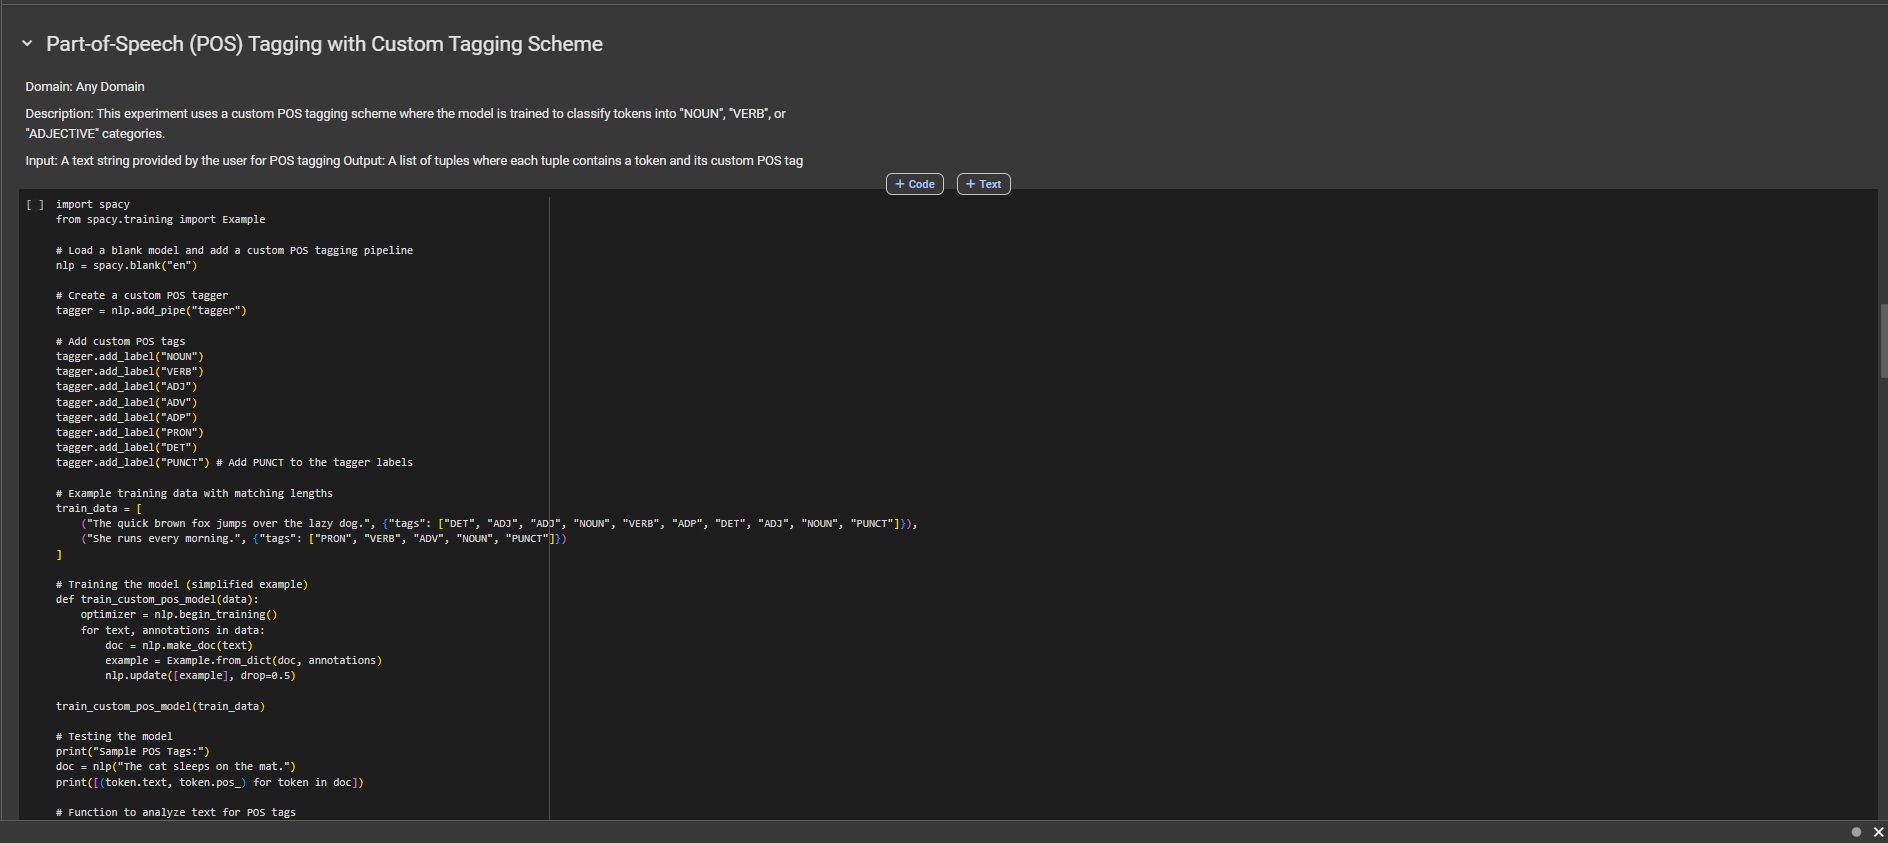 Part-of-Speech (POS) Tagging with Custom Tagging Scheme
Domain: Any Domain
Description: This experiment uses a custom POS tagging scheme where the model is trained to classify tokens into "NOUN", "VERB", or
"ADJECTIVE" categories.
Input: A text string provided by the user for POS tagging Output: A list of tuples where each tuple contains a token and its custom POS tag
+ Code
+ Text
[ ] import spacy
from spacy.training import Example

# Load a blank model and add a custom POS tagging pipeline
nlp = spacy.blank("en")

# Create a custom POS tagger
tagger = nlp.add_pipe("tagger")

# Add custom POS tags
tagger.add_label("NOUN")
tagger.add_label("VERB")
tagger.add_label("ADJ")
tagger.add_label("ADV")
tagger.add_label("ADP")
tagger.add_label("PRON")
tagger.add_label("DET")
tagger.add_label("PUNCT") # Add PUNCT to the tagger labels

# Example training data with matching lengths
train_data = [
    ("The quick brown fox jumps over the lazy dog.", {"tags": ["DET", "ADJ", "ADJ", "NOUN", "VERB", "ADP", "DET", "ADJ", "NOUN", "PUNCT"]}),
    ("She runs every morning.", {"tags": ["PRON", "VERB", "ADV", "NOUN", "PUNCT"]})
]

# Training the model (simplified example)
def train_custom_pos_model(data):
    optimizer = nlp.begin_training()
    for text, annotations in data:
        doc = nlp.make_doc(text)
        example = Example.from_dict(doc, annotations)
        nlp.update([example], drop=0.5)

train_custom_pos_model(train_data)

# Testing the model
print("Sample POS Tags:")
doc = nlp("The cat sleeps on the mat.")
print([(token.text, token.pos_) for token in doc])

# Function to analyze text for POS tags